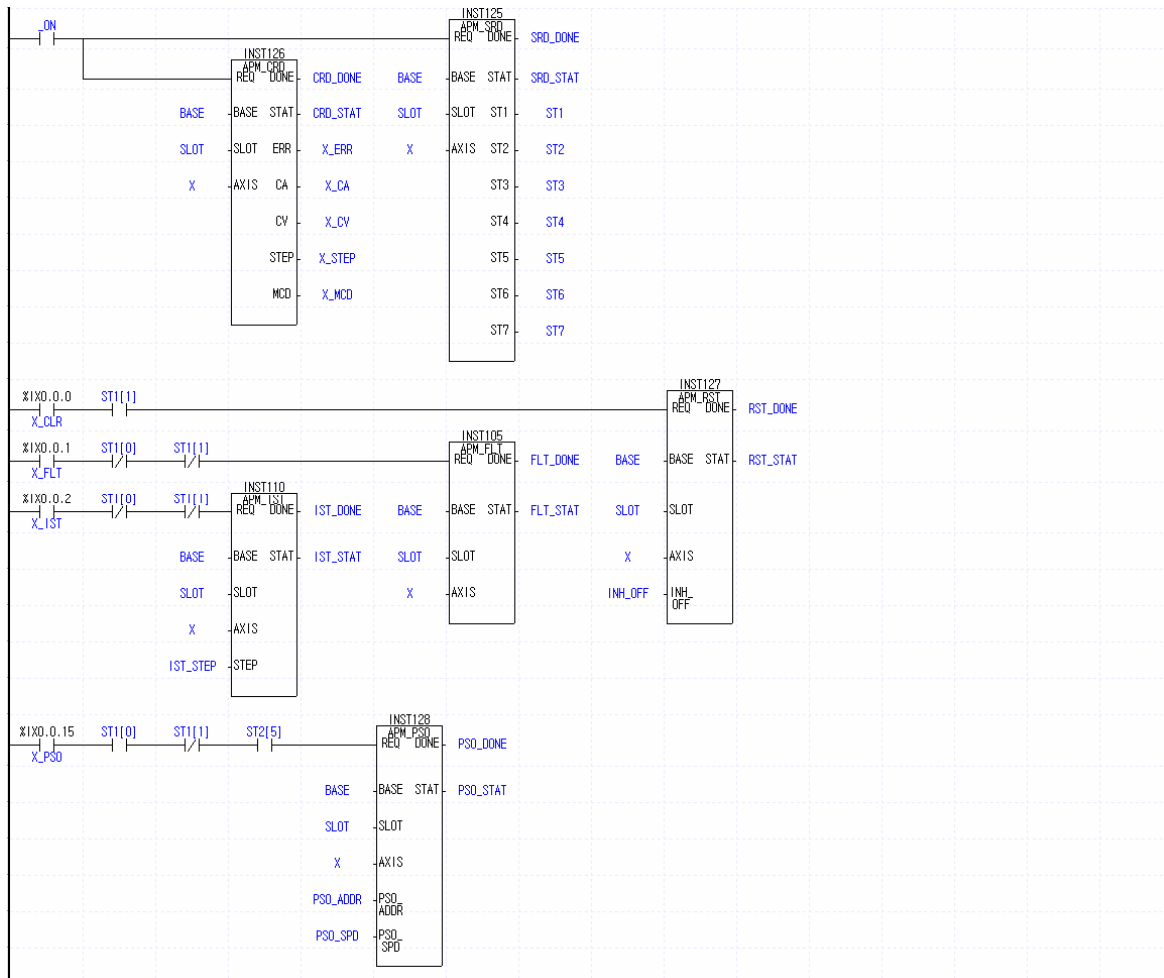 _ON
INST125
APM_SRD
REQ DONE SRD_DONE
INST126
APM_CRD
REQ DONE CRD_DONE BASE BASE STAT SRD_STAT
BASE BASE STAT CRD_STAT SLOT SLOT ST1 ST1
SLOT SLOT ERR X_ERR X AXIS ST2 ST2
X AXIS CA X_CA ST3 ST3
CV X_CV ST4 ST4
STEP X_STEP ST5 ST5
MCD X_MCD ST6 ST6
ST7 ST7
INST127
%IX0.0.0 ST1[1] APM_RST
REQ DONE RST_DONE
X_CLR
INST105
%IX0.0.1 ST1[0] ST1[1] APM_FLT
REQ DONE FLT_DONE BASE BASE STAT RST_STAT
X_FLT
INST110
%IX0.0.2 ST1[0] ST1[1] APM_IST
REQ DONE IST_DONE BASE BASE STAT FLT_STAT SLOT SLOT
X_IST
BASE BASE STAT IST_STAT SLOT SLOT X AXIS
SLOT SLOT X AXIS INH_OFF INH_
OFF
X AXIS
IST_STEP STEP
INST128
%IX0.0.15 ST1[0] ST1[1] ST2[5] APM_PSO
REQ DONE PSO_DONE
X_PSO
BASE BASE STAT PSO_STAT
SLOT SLOT
X AXIS
PSO_ADDR PSO_
ADDR
PSO_SPD PSO_
SPD